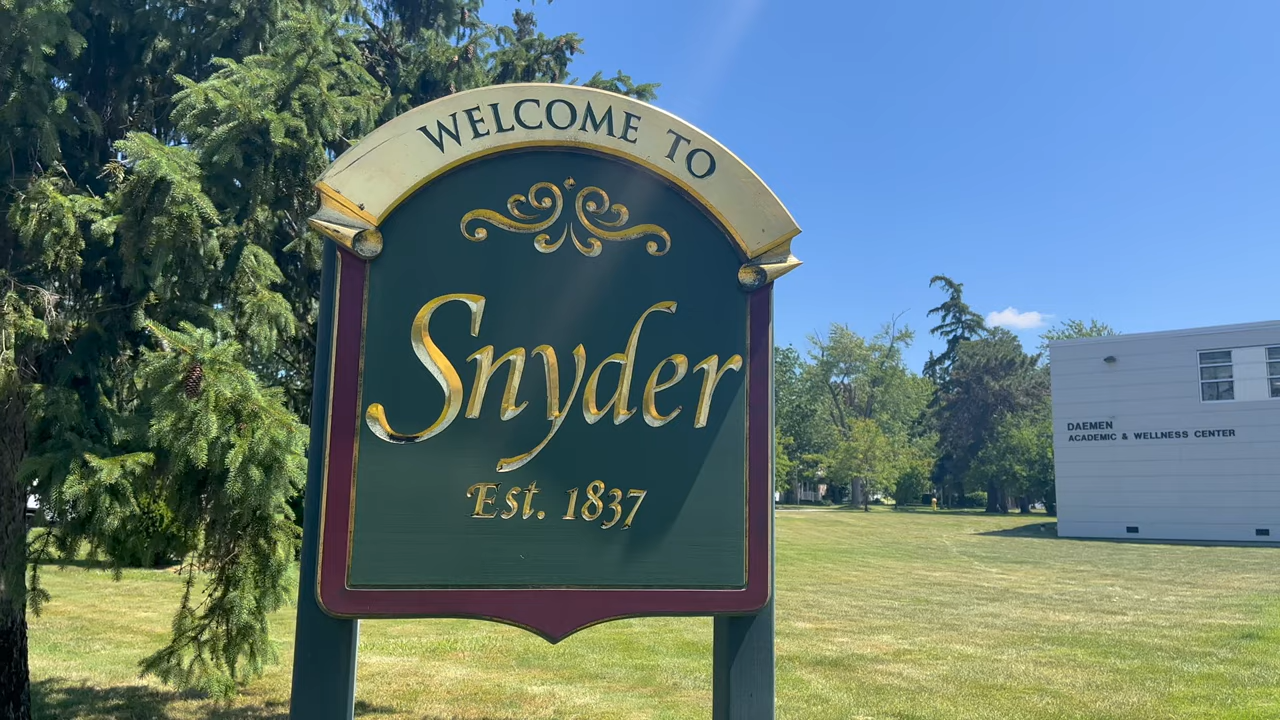 WELCOME TO
Snyder
Est. 1837
DAEMEN
ACADEMIC & WELLNESS CENTER